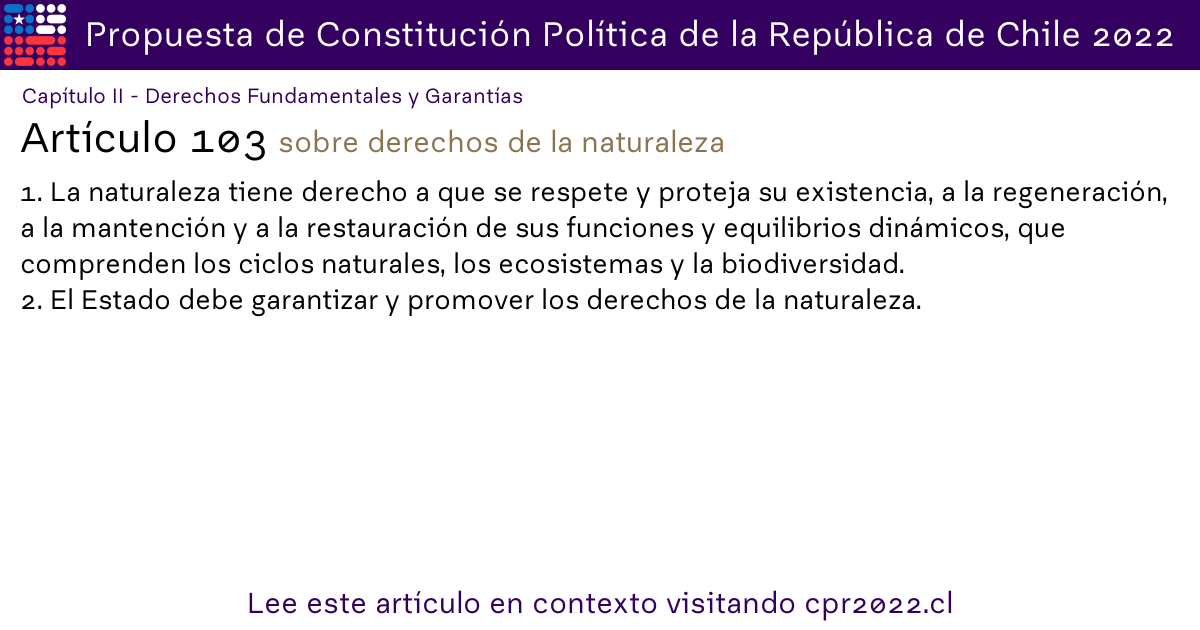 Propuesta de Constitución Política de la República de Chile 2022
Capítulo II - Derechos Fundamentales y Garantías
Artículo 103 sobre derechos de la naturaleza
1. La naturaleza tiene derecho a que se respete y proteja su existencia, a la regeneración,
a la mantención y a la restauración de sus funciones y equilibrios dinámicos, que
comprenden los ciclos naturales, los ecosistemas y la biodiversidad.
2. El Estado debe garantizar y promover los derechos de la naturaleza.
Lee este artículo en contexto visitando cpr2022.cl